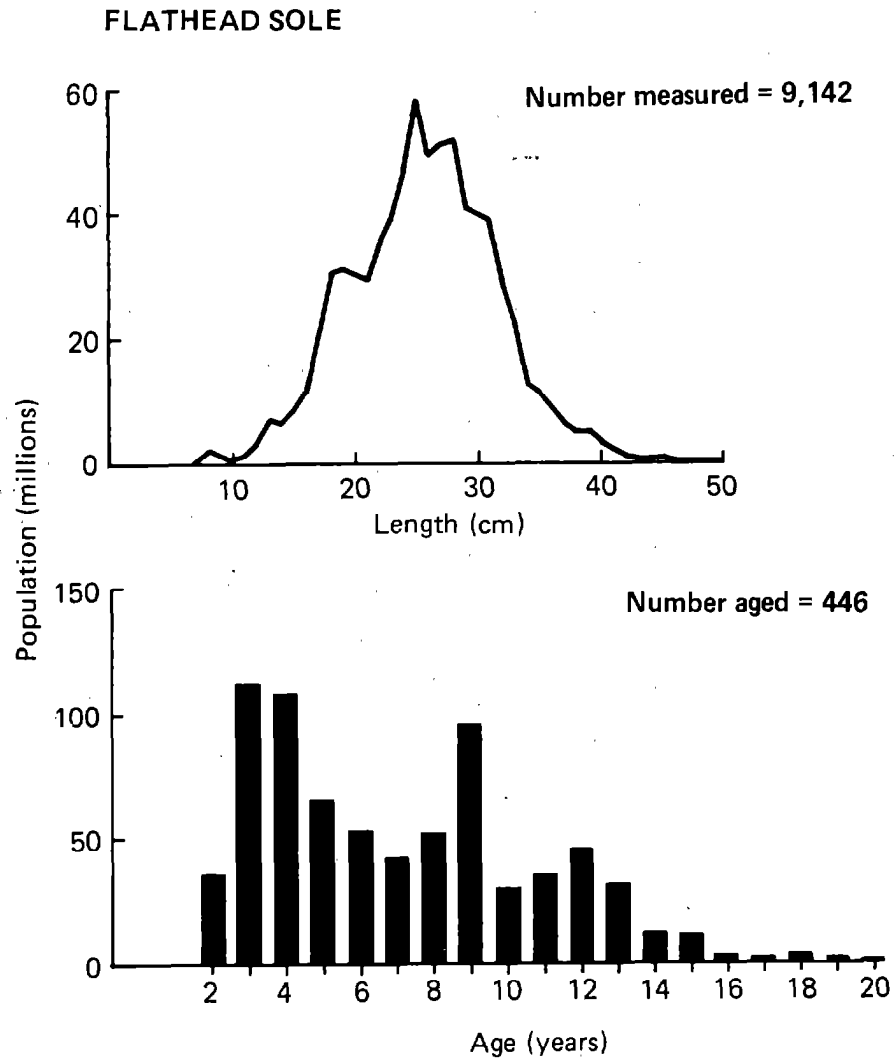 FLATHEAD SOLE
Number measured = 9,142
60
40
20
0
10 20 30 40 50
Length (cm)
Population (millions)
Number aged = 446
150
100
50
0
2 4 6 8 10 12 14 16 18 20
Age (years)